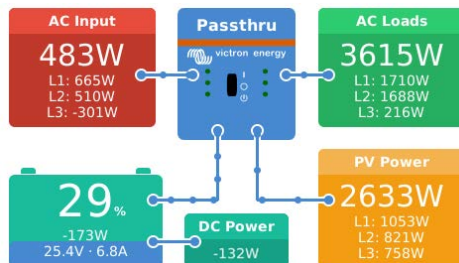 AC Input
483W
L1: 665W
L2: 510W
L3: -301W
Passthru
victron energy
I
AC Loads
3615W
L1: 1710W
L2: 1688W
L3: 216W
29%
-173W
25.4V · 6.8A
DC Power
-132W
PV Power
2633W
L1: 1053W
L2: 821W
L3: 758W